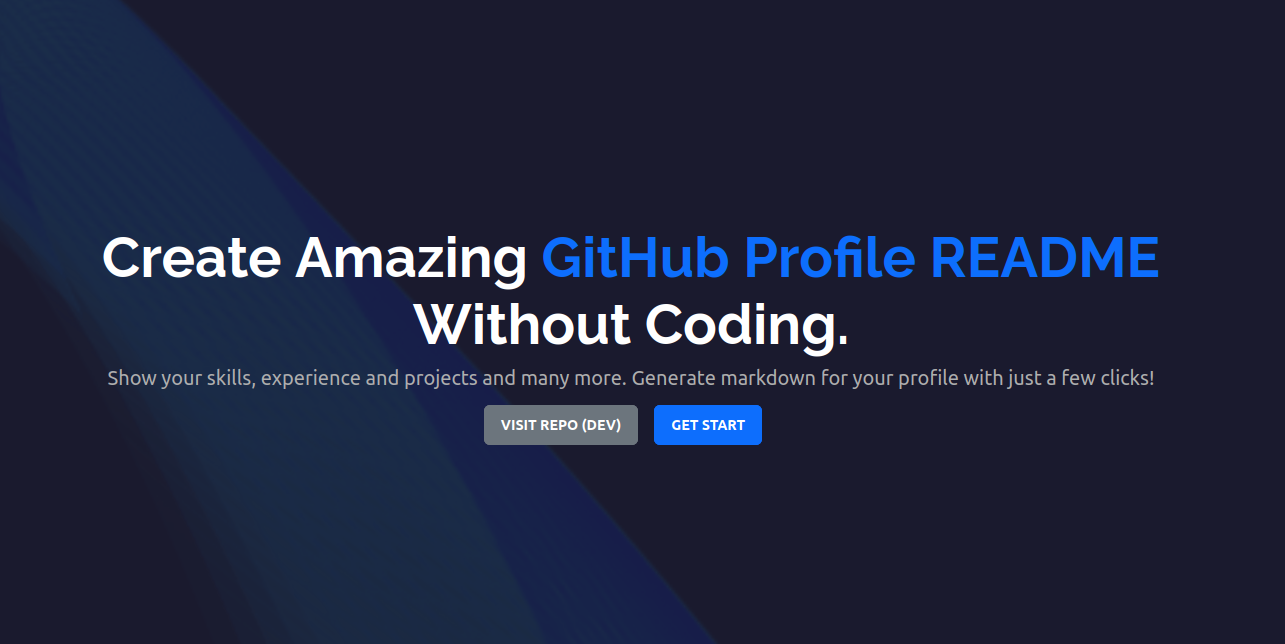 Create Amazing GitHub Profile README
Without Coding.
Show your skills, experience and projects and many more. Generate markdown for your profile with just a few clicks!
VISIT REPO (DEV) GET START